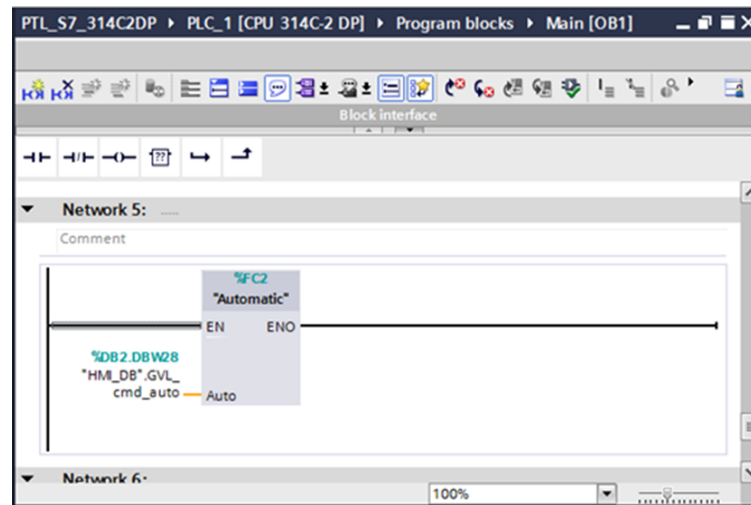 PTL_S7_314C2DP ▸ PLC_1 [CPU 314C-2 DP] ▸ Program blocks ▸ Main [OB1]
Block interface
??
Network 5: .....
Comment
%FC2
"Automatic"
EN ENO
%DB2.DBW28
"HMI_DB".GVL_
cmd_auto
Auto
Network 6:
100%